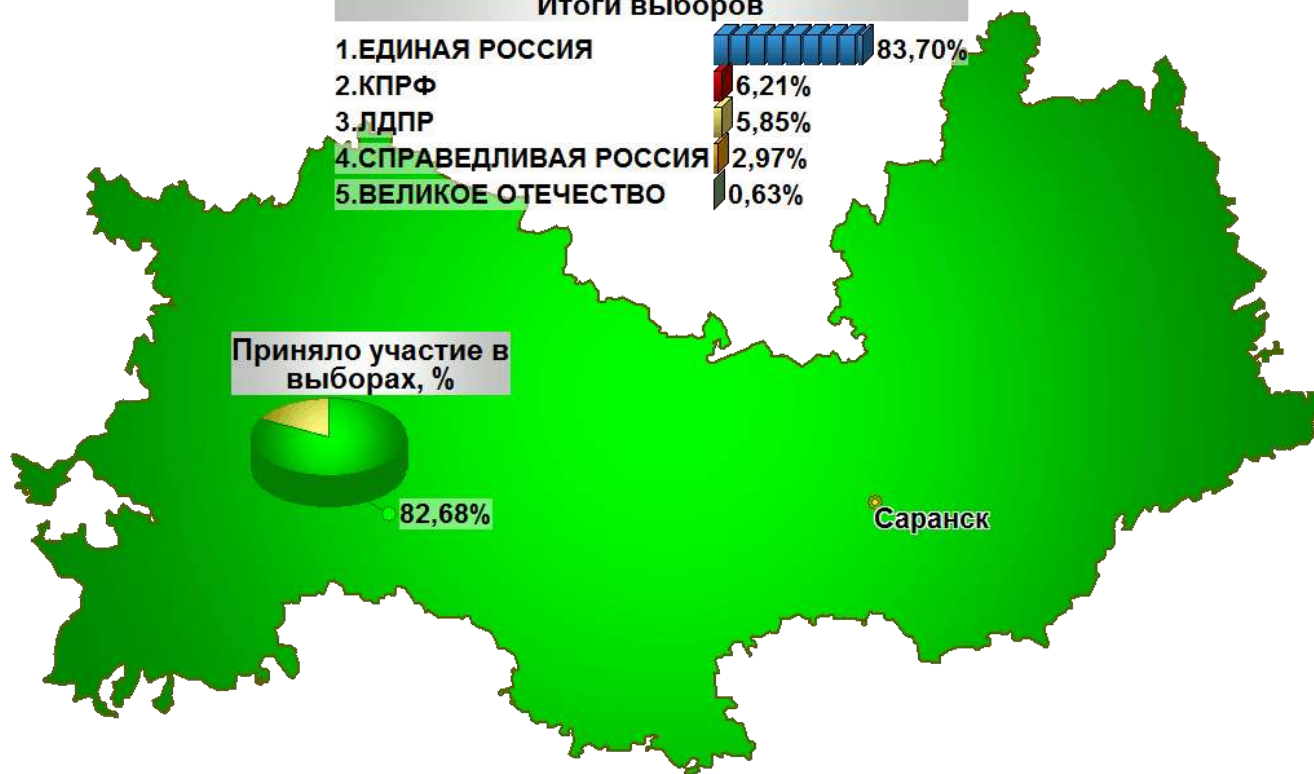 Итоги выборов
1.ЕДИНАЯ РОССИЯ 83,70%
2.КПРФ 6,21%
3.ЛДПР 5,85%
4.СПРАВЕДЛИВАЯ РОССИЯ 2,97%
5.ВЕЛИКОЕ ОТЕЧЕСТВО 0,63%
Приняло участие в
выборах, %
82,68%
Саранск